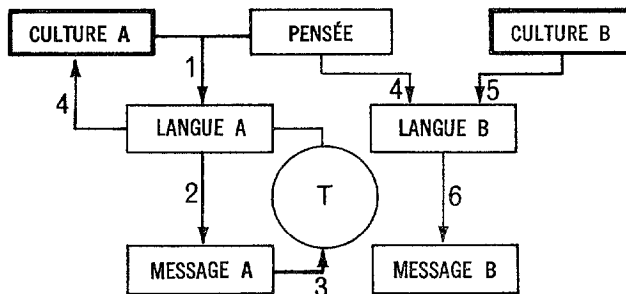 CULTURE A
PENSÉE
CULTURE B
1
4
4
5
LANGUE A
LANGUE B
2
T
6
MESSAGE A
MESSAGE B
3